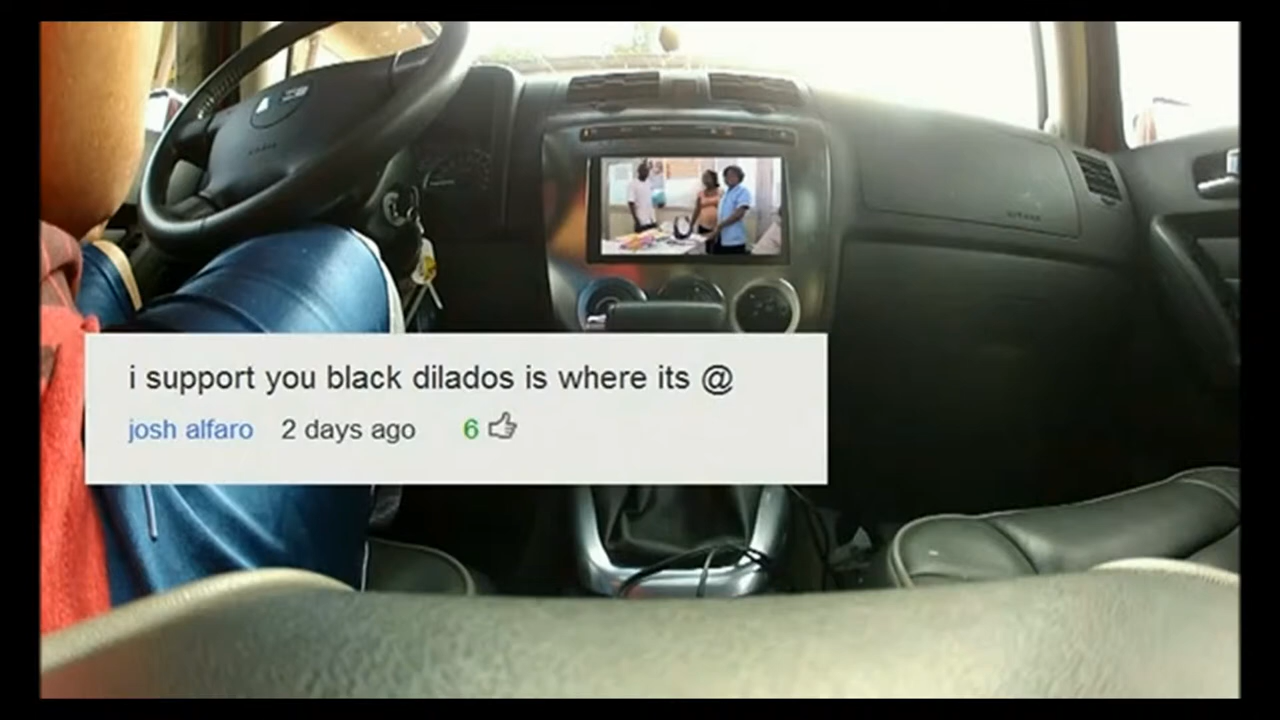 i support you black dilados is where its @
josh alfaro 2 days ago 6